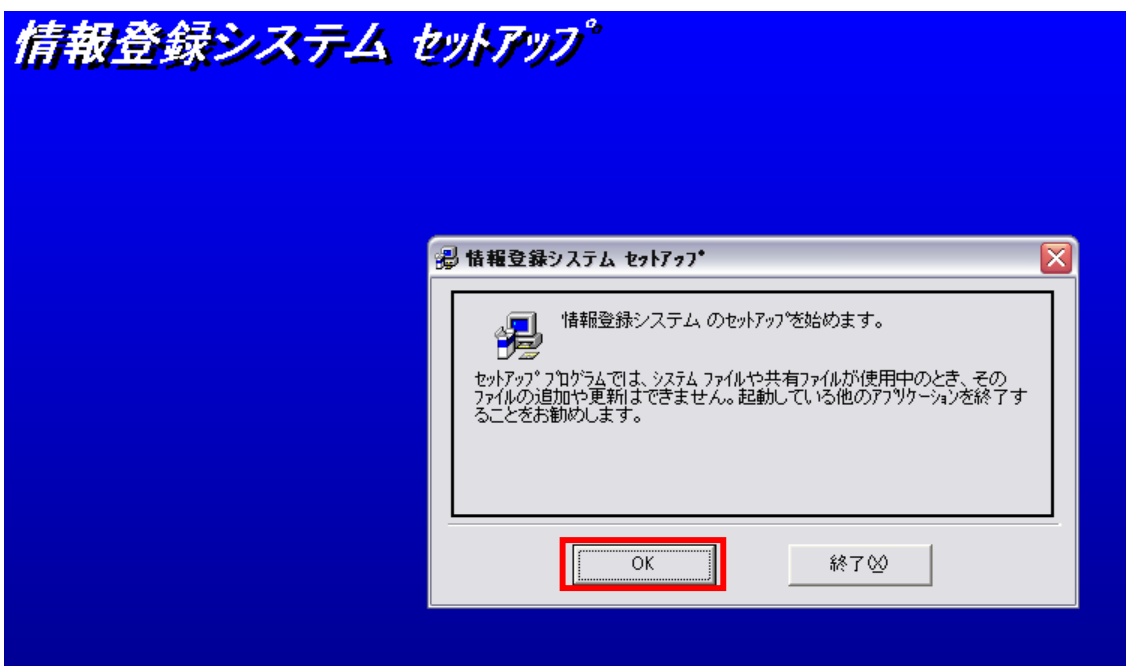 情報登録システム ｾｯﾄｱｯﾌﾟ
情報登録システム ｾｯﾄｱｯﾌﾟ
情報登録システム のｾｯﾄｱｯﾌﾟを始めます。
ｾｯﾄｱｯﾌﾟ ﾌﾟﾛｸﾞﾗﾑでは、ｼｽﾃﾑ ﾌｧｲﾙや共有ﾌｧｲﾙが使用中のとき、その
ﾌｧｲﾙの追加や更新はできません。起動している他のｱﾌﾟﾘｹｰｼｮﾝを終了す
ることをお勧めします。
OK
終了(X)